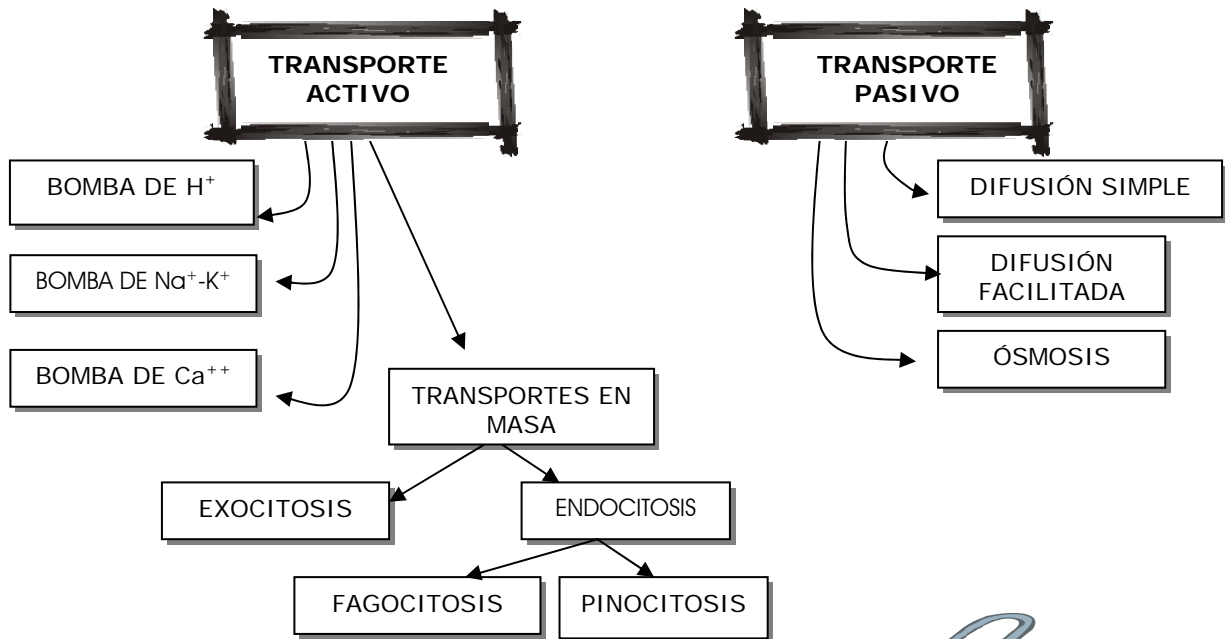 TRANSPORTE
ACTIVO
TRANSPORTE
PASIVO
BOMBA DE H⁺
BOMBA DE Na⁺-K⁺
BOMBA DE Ca⁺⁺
DIFUSIÓN SIMPLE
DIFUSIÓN
FACILITADA
ÓSMOSIS
TRANSPORTES EN
MASA
EXOCITOSIS
ENDOCITOSIS
FAGOCITOSIS
PINOCITOSIS